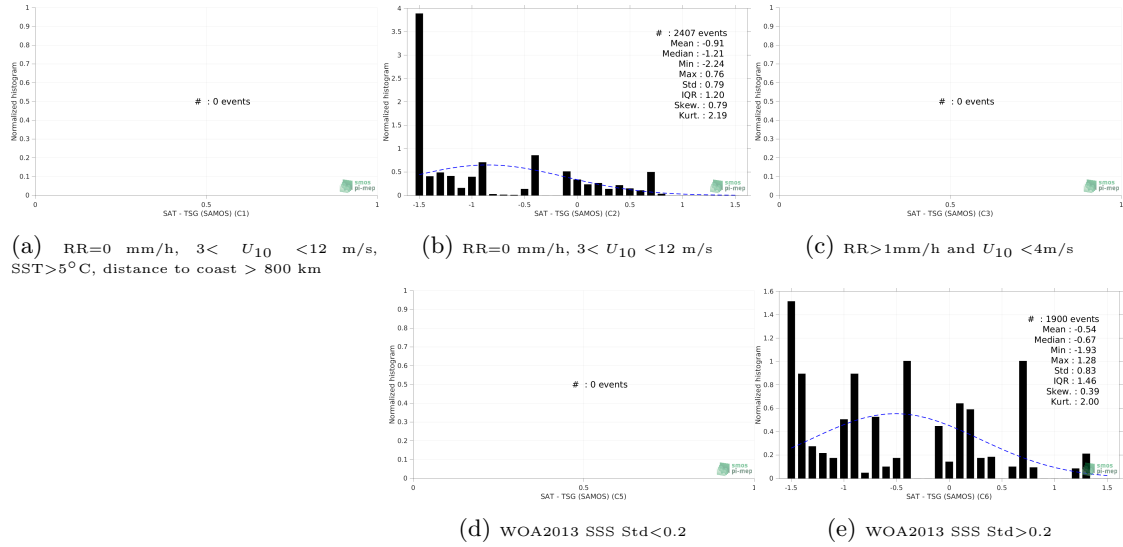 1
0.9
0.8
0.7
0.6
0.5
0.4
0.3
0.2
0.1
0
Normalized histogram
# : 0 events
smos
pi-mep
0 0.5 1
SAT - TSG (SAMOS) (C1)
(a) RR=0 mm/h, 3< U10 <12 m/s,
SST>5°C, distance to coast > 800 km
4
3.5
3
2.5
2
1.5
1
0.5
0
Normalized histogram
# : 2407 events
Mean : -0.91
Median : -1.21
Min : -2.24
Max : 0.76
Std : 0.79
IQR : 1.20
Skew. : 0.79
Kurt. : 2.19
smos
pi-mep
-1.5 -1 -0.5 0 0.5 1 1.5
SAT - TSG (SAMOS) (C2)
(b) RR=0 mm/h, 3< U10 <12 m/s
1
0.9
0.8
0.7
0.6
0.5
0.4
0.3
0.2
0.1
0
Normalized histogram
# : 0 events
smos
pi-mep
0 0.5 1
SAT - TSG (SAMOS) (C3)
(c) RR>1mm/h and U10 <4m/s
1
0.9
0.8
0.7
0.6
0.5
0.4
0.3
0.2
0.1
0
Normalized histogram
# : 0 events
smos
pi-mep
0 0.5 1
SAT - TSG (SAMOS) (C5)
(d) WOA2013 SSS Std<0.2
1.6
1.4
1.2
1
0.8
0.6
0.4
0.2
0
Normalized histogram
# : 1900 events
Mean : -0.54
Median : -0.67
Min : -1.93
Max : 1.28
Std : 0.83
IQR : 1.46
Skew. : 0.39
Kurt. : 2.00
smos
pi-mep
-1.5 -1 -0.5 0 0.5 1 1.5
SAT - TSG (SAMOS) (C6)
(e) WOA2013 SSS Std>0.2